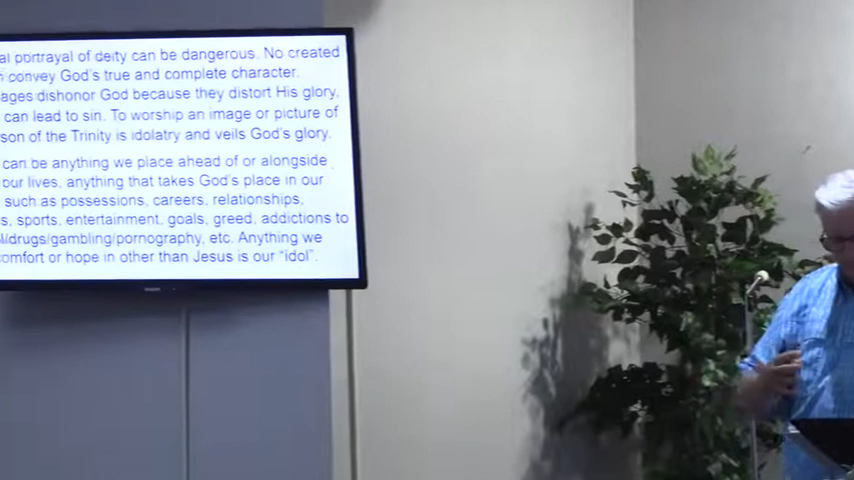 al portrayal of deity can be dangerous. No created
convey God's true and complete character.
ages dishonor God because they distort His glory,
can lead to sin. To worship an image or picture of
son of the Trinity is idolatry and veils God's glory.
can be anything we place ahead of or alongside
our lives, anything that takes God's place in our
such as possessions, careers, relationships,
s, sports, entertainment, goals, greed, addictions to
l/drugs/gambling/pornography, etc. Anything we
comfort or hope in other than Jesus is our "idol".